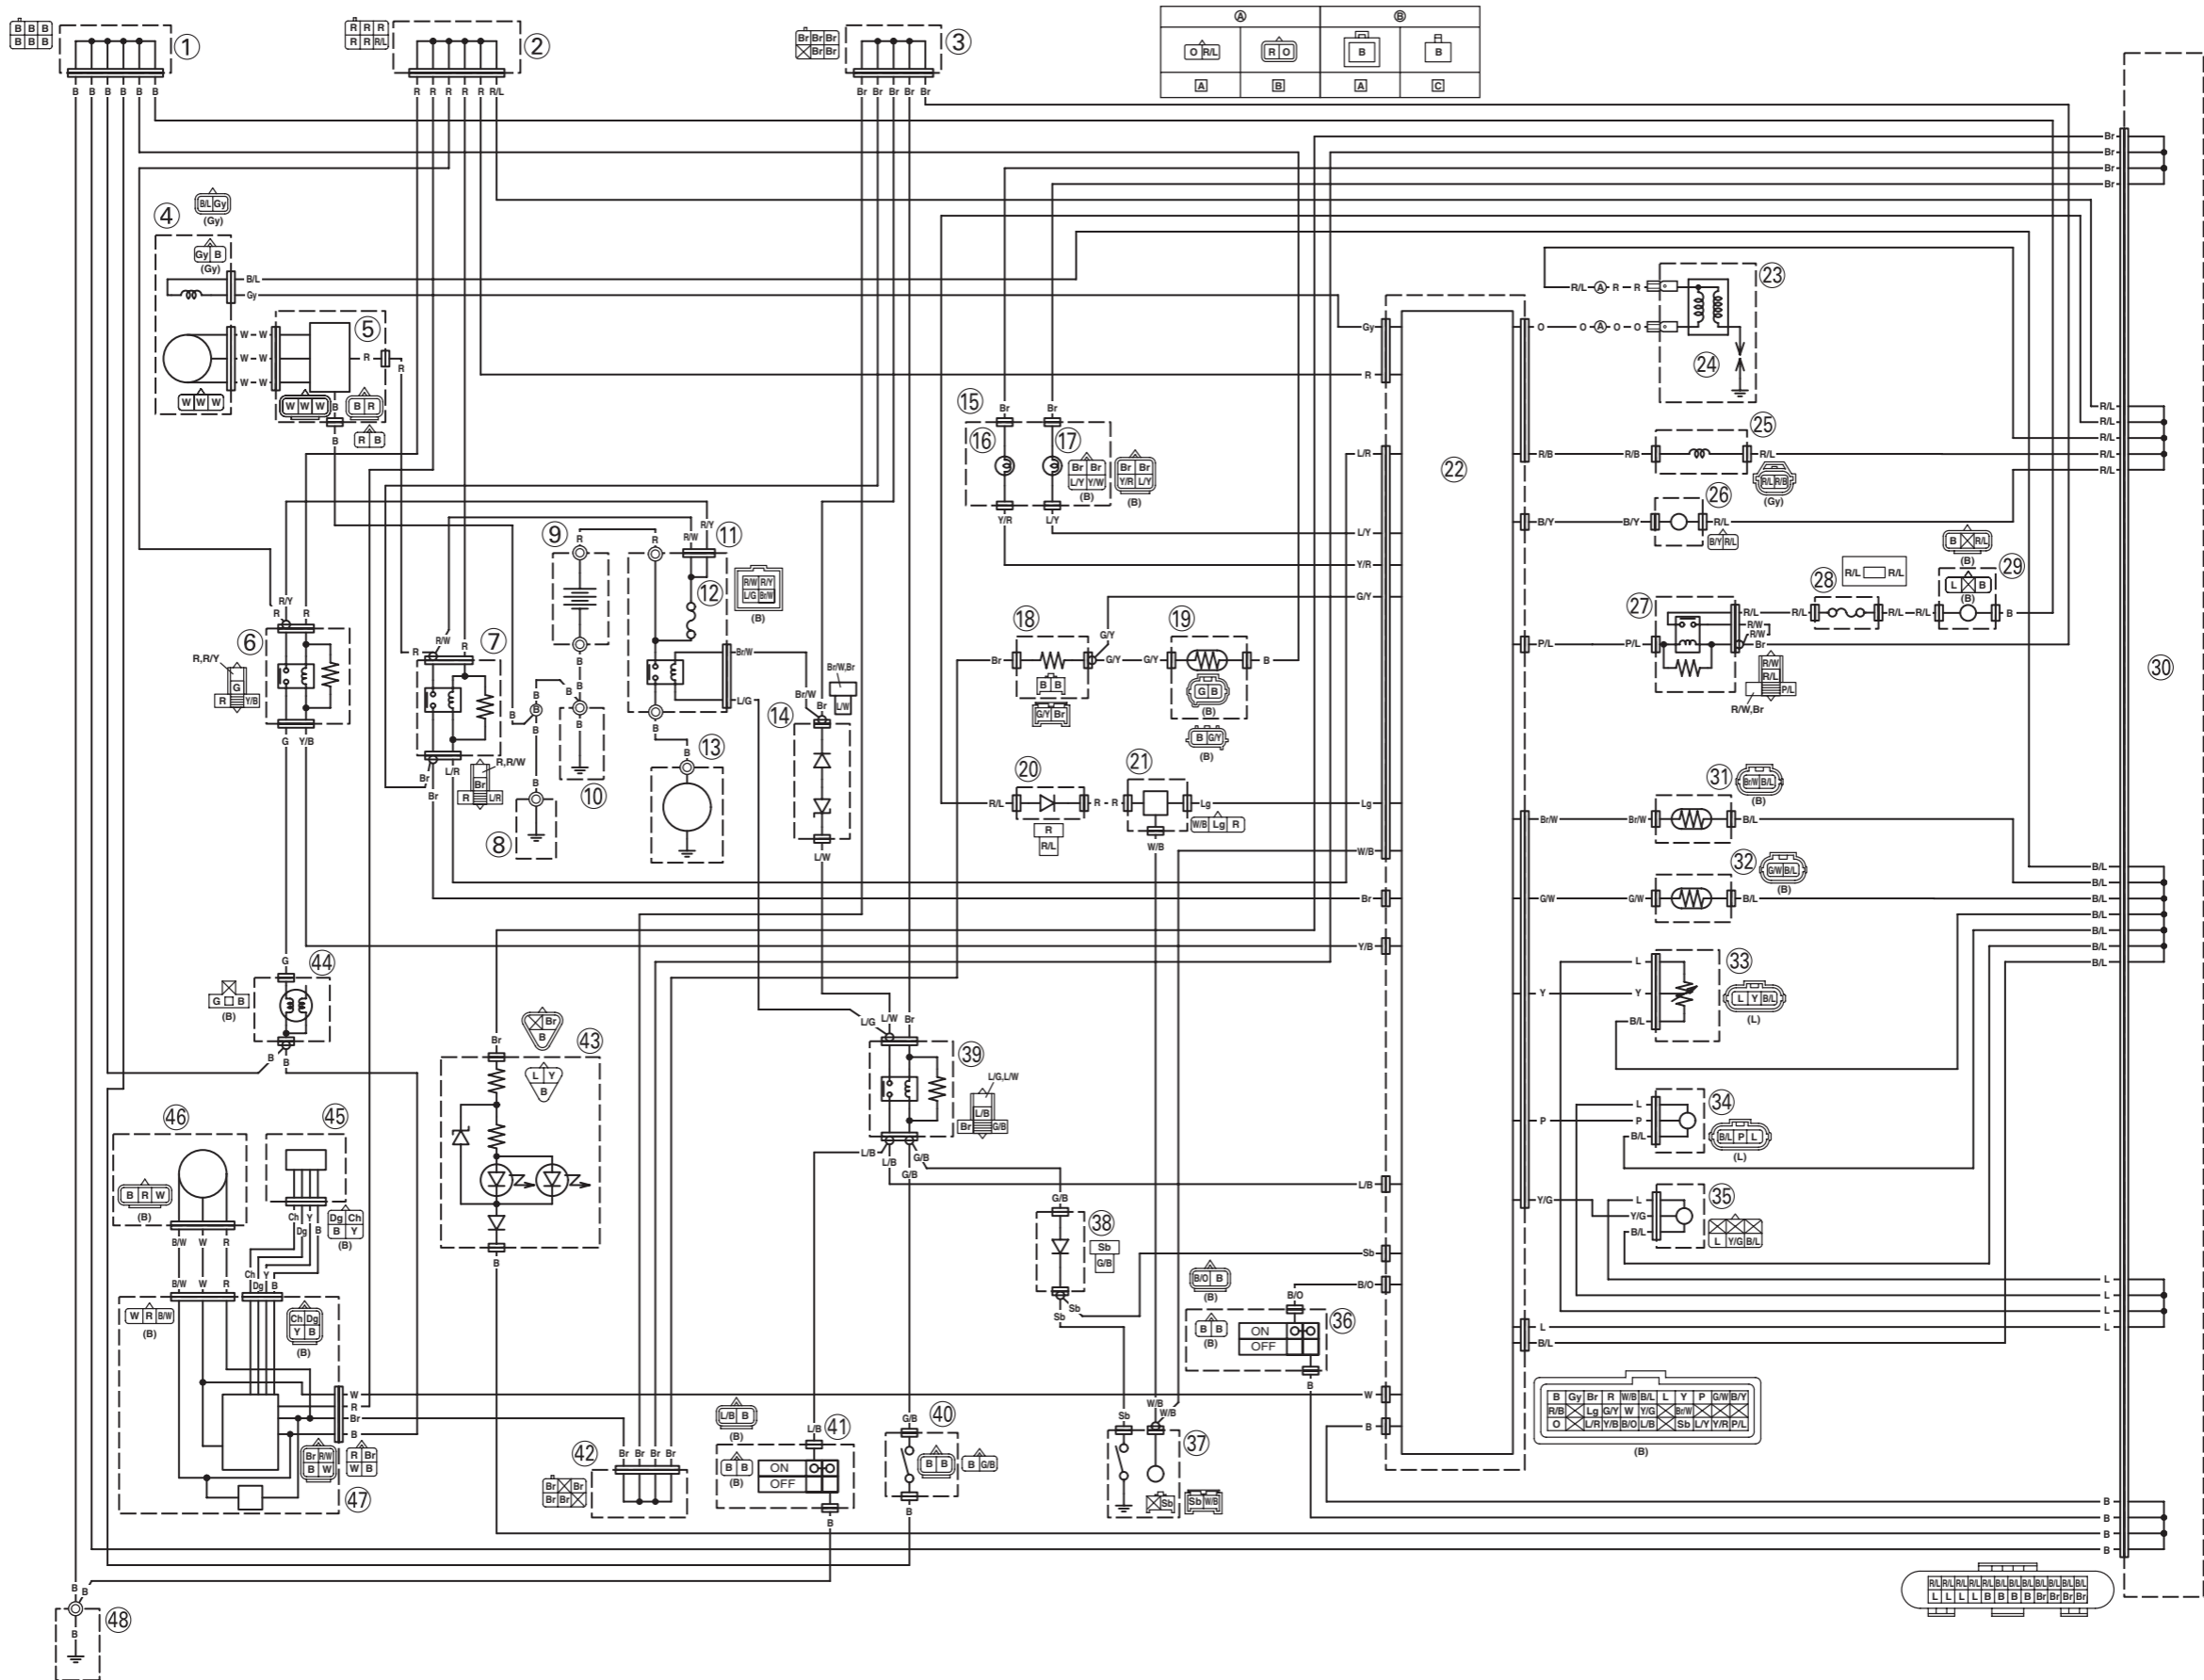 B B B
B B B
①
R R R
R R R/L
②
Br Br Br
Br Br
③
Ⓐ Ⓑ
O R/L
R O
B
B
A B A C
B B B B B B
R R R R R R/L
Br Br Br Br Br
Br
Br
Br
Br
④
B/L Gy
(Gy)
Gy B
(Gy)
B/L
Gy
⑤
W W
W W
W W
R
R
W W W
W W W
B R
B
B
R B
⑥
R/Y
R
R
R,R/Y
G
R Y/B
G Y/B
⑦
R
R/W
R
Br
L/R
Br
R,R/W
Br
R L/R
⑧
B
⑨
R
B
B
B
B
B
B
⑩
B
⑪
R
R/W
R/Y
⑫
R/W R/Y
L/G Br/W
(B)
Br/W
L/G
B
B
⑬
⑭
Br/W
Br
Br/W,Br
L/W
L/W
⑮
Br Br
⑯
⑰
Br Br
L/Y Y/W
(B)
Br Br
Y/R L/Y
(B)
Y/R L/Y
⑱
Br
G/Y
G/Y
G/Y
B B
G/Y Br
⑲
B
G B
(B)
B G/Y
(B)
⑳
R/L
R R
R
R/L
㉑
Lg
W/B Lg R
W/B
㉒
Gy
R
L/R
L/Y
Y/R
G/Y
Lg
W/B
Br
Y/B
L/B
Sb
B/O
W
B
O O Ⓐ O O
R/L Ⓐ R R
㉓
㉔
R/B R/B
㉕
R/L
R/L R/B
(Gy)
B/Y B/Y
㉖
R/L
B/Y R/L
P/L P/L
㉗
R/L
R/W
R/W
Br
R/W
R/L
P/L
R/W,Br
㉘
R/L R/L
R/L R/L R/L
㉙
B R/L
(B)
L B
(B)
B
㉚
R/L
R/L
R/L
R/L
R/L
Br/W Br/W
㉛
B/L
Br/W B/L
(B)
G/W G/W
㉜
B/L
G/W B/L
(B)
B/L
B/L
B/L
B/L
B/L
B/L
B/L
Y
L
Y
B/L
㉝
L Y B/L
(L)
P
L
P
B/L
㉞
B/L P L
(L)
Y/G
L
Y/G
B/L
㉟
L Y/G B/L
L
L
L
L
L
B/L
㊱
B/O B
(B)
B B
(B)
B/O
ON
OFF
B
㊲
W/B
W/B
Sb
Sb
Sb W/B
㊳
G/B
Sb
G/B
Sb
Sb
㊴
L/G
L/W
Br
L/G,L/W
L/B
Br G/B
L/B
L/B
G/B
G/B
㊵
G/B
B B
B G/B
B
㊶
L/B
L/B B
(B)
B B
(B)
ON
OFF
B
㊷
Br Br Br Br
Br Br
Br Br
㊸
Br
Br
B
L Y
B
B
㊹
G
G B
(B)
B
B
㊺
Ch Y
Dg B
Dg Ch
B Y
(B)
㊻
B R W
(B)
B/W W R
B/W W R
Ch Y
Dg B
㊼
W R B/W
(B)
Ch Dg
Y B
(B)
W
R
Br
B
Br R/W
B W
R Br
W B
㊽
B B
B
B Gy Br R W/B B/L L Y P G/W B/Y
R/B Lg G/Y W Y/G Br/W
O L/R Y/B B/O L/B Sb L/Y Y/R P/L
(B)
B
B
B
B
R/L R/L R/L R/L R/L B/L B/L B/L B/L B/L B/L B/L
L L L L B B B B Br Br Br Br